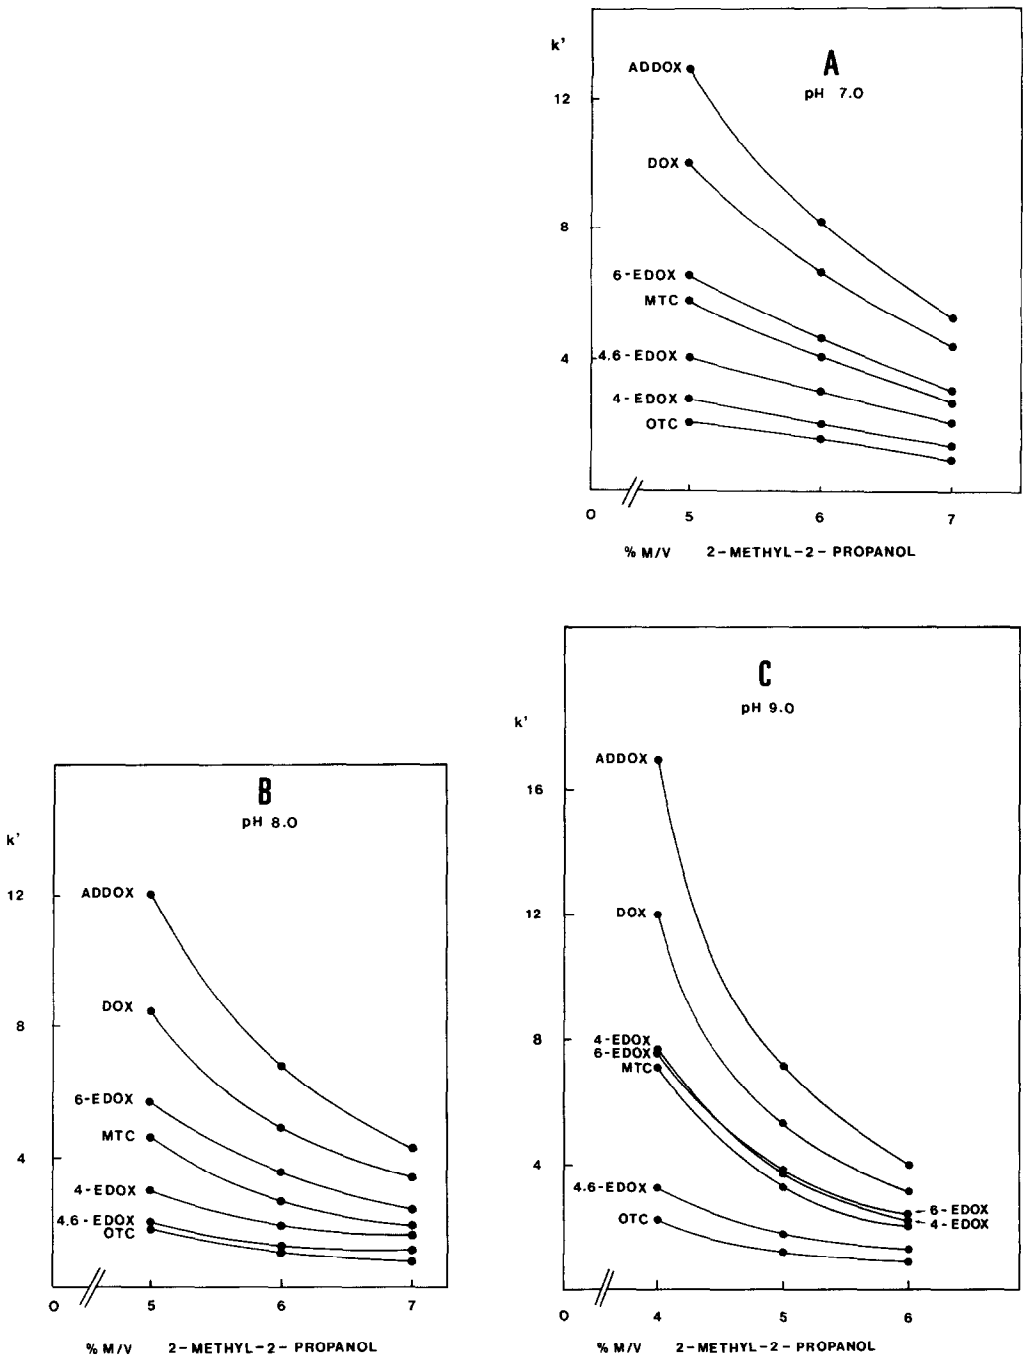 k'
A
pH 7.0
ADDOX
12
DOX
8
6-EDOX
MTC
4
4.6-EDOX
4-EDOX
OTC
0 5 6 7
% M/V 2-METHYL-2-PROPANOL
B
pH 8.0
k'
12
ADDOX
DOX
8
6-EDOX
MTC
4
4-EDOX
4.6-EDOX
OTC
0 5 6 7
% M/V 2-METHYL-2-PROPANOL
C
pH 9.0
k'
ADDOX
16
DOX
12
8
4-EDOX
6-EDOX
MTC
4
4.6-EDOX
OTC
6-EDOX
4-EDOX
0 4 5 6
% M/V 2-METHYL-2-PROPANOL